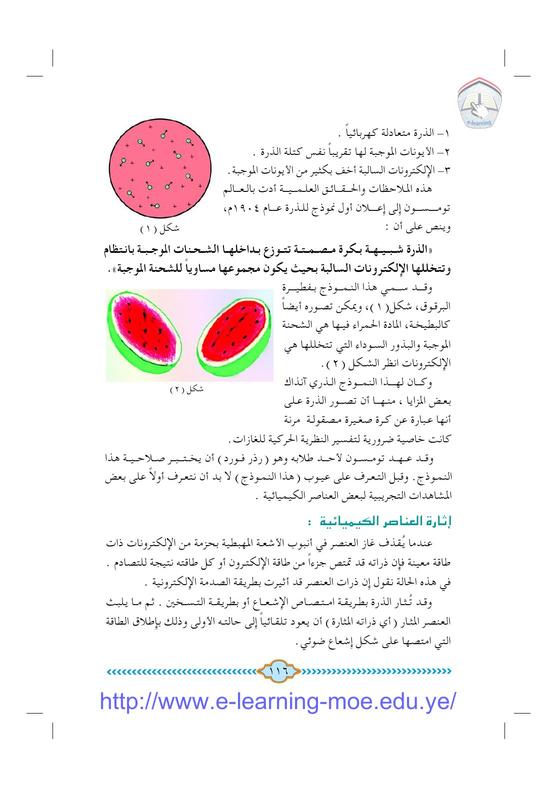 e-learning
١– الذرة متعادلة كهربائياً .
٢– الأيونات الموجبة لها تقريباً نفس كتلة الذرة .
٣– الإلكترونات السالبة أخف بكثير من الأيونات الموجبة.
هذه الملاحظات والحقائق العلمية أدت بالعالم
تومسون إلى إعلان أول نموذج للذرة عام ١٩٠٤م،
وينص على أن :
شكل ( ١ )
«الذرة شبيهة بكرة مصمتة تتوزع بداخلها الشحنات الموجبة بانتظام
وتتخللها الإلكترونات السالبة بحيث يكون مجموعها مساوياً للشحنة الموجبة».
وقد سمي هذا النموذج بفطيرة
البرقوق، شكل( ١ )، ويمكن تصوره أيضاً
كالبطيخة، المادة الحمراء فيها هي الشحنة
الموجبة والبذور السوداء التي تتخللها هي
الإلكترونات انظر الشكل ( ٢ ).
شكل ( ٢ )
وكان لهذا النموذج الذري آنذاك
بعض المزايا ، منها أن تصور الذرة على
أنها عبارة عن كرة صغيرة مصقولة مرنة
كانت خاصية ضرورية لتفسير النظرية الحركية للغازات.
وقد عهد تومسون لأحد طلابه وهو ( رذر فورد ) أن يختبر صلاحية هذا
النموذج. وقبل التعرف على عيوب ( هذا النموذج ) لا بد أن نتعرف أولاً على بعض
المشاهدات التجريبية لبعض العناصر الكيميائية .
إثارة العناصر الكيميائية :
عندما يُقذف غاز العنصر في أنبوب الأشعة المهبطية بحزمة من الإلكترونات ذات
طاقة معينة فإن ذراته قد تمتص جزءاً من طاقة الإلكترون أو كل طاقته نتيجة للتصادم .
في هذه الحالة نقول إن ذرات العنصر قد أثيرت بطريقة الصدمة الإلكترونية .
وقد تُثار الذرة بطريقة امتصاص الإشعاع أو بطريقة التسخين . ثم ما يلبث
العنصر المثار ( أي ذراته المثارة ) أن يعود تلقائياً إلى حالته الأولى وذلك بإطلاق الطاقة
التي امتصها على شكل إشعاع ضوئي.
١١٦
http://www.e-learning-moe.edu.ye/